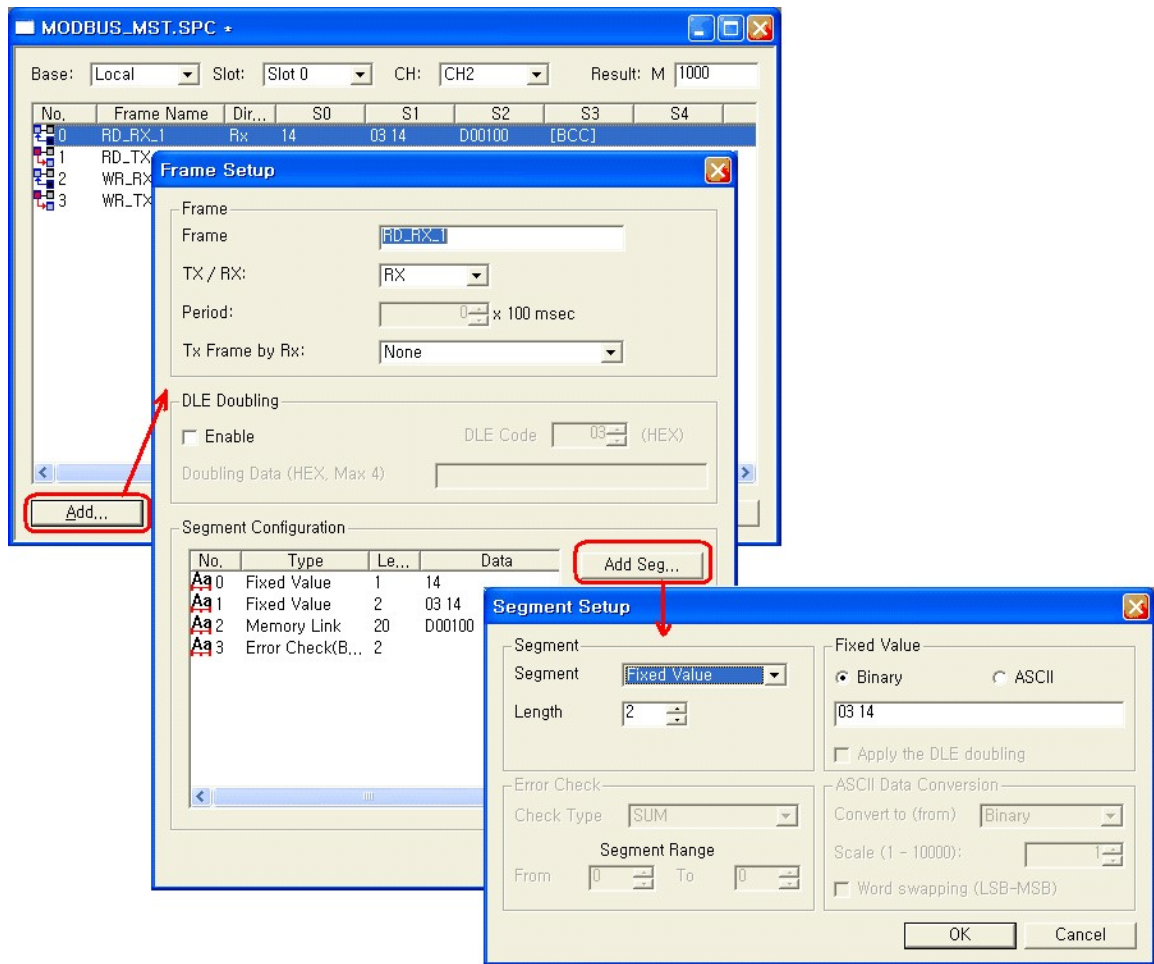 MODBUS_MST.SPC *
Base: Local Slot: Slot 0 CH: CH2 Result: M 1000
No. Frame Name Dir... S0 S1 S2 S3 S4
0 RD_RX_1 Rx 14 03 14 D00100 [BCC]
1 RD_TX
2 WR_RX
3 WR_TX
Add...
Frame Setup
Frame
Frame RD_RX_1
TX / RX: RX
Period: 0 x 100 msec
Tx Frame by Rx: None
DLE Doubling
Enable DLE Code 03 (HEX)
Doubling Data (HEX, Max 4)
Segment Configuration
No. Type Le... Data
Aa 0 Fixed Value 1 14
Aa 1 Fixed Value 2 03 14
Aa 2 Memory Link 20 D00100
Aa 3 Error Check(B... 2
Add Seg...
Segment Setup
Segment
Segment Fixed Value
Length 2
Fixed Value
Binary ASCII
03 14
Apply the DLE doubling
Error Check
Check Type SUM
Segment Range
From 0 To 0
ASCII Data Conversion
Convert to (from) Binary
Scale (1 - 10000): 1
Word swapping (LSB-MSB)
OK Cancel